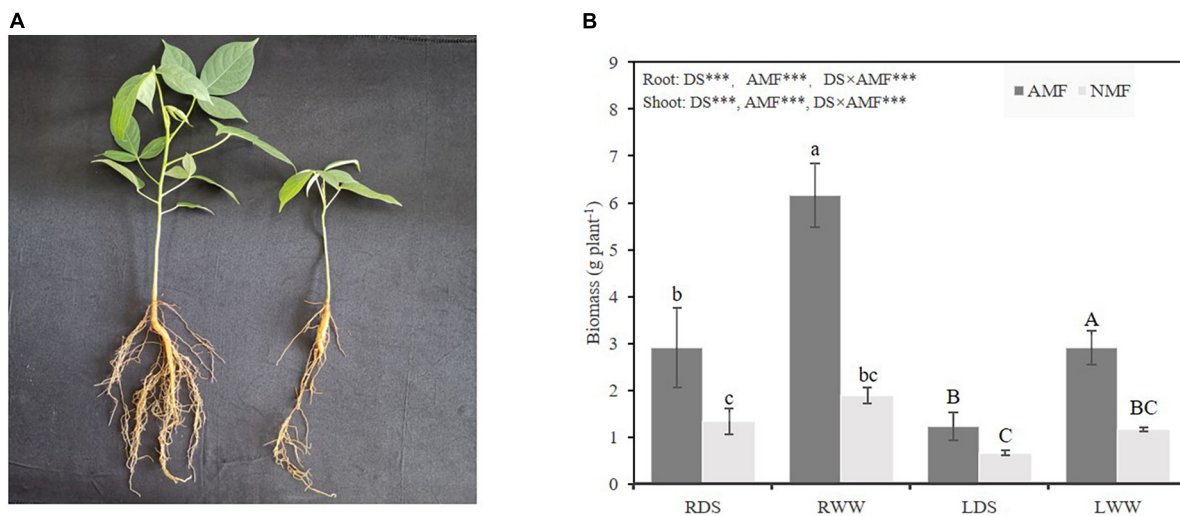 A
B
Root: DS***, AMF***, DS×AMF***
Shoot: DS***, AMF***, DS×AMF***
AMF NMF
Biomass (g plant⁻¹)
9
8
7
6
5
4
3
2
1
0
b
c
a
bc
B
C
A
BC
RDS RWW LDS LWW